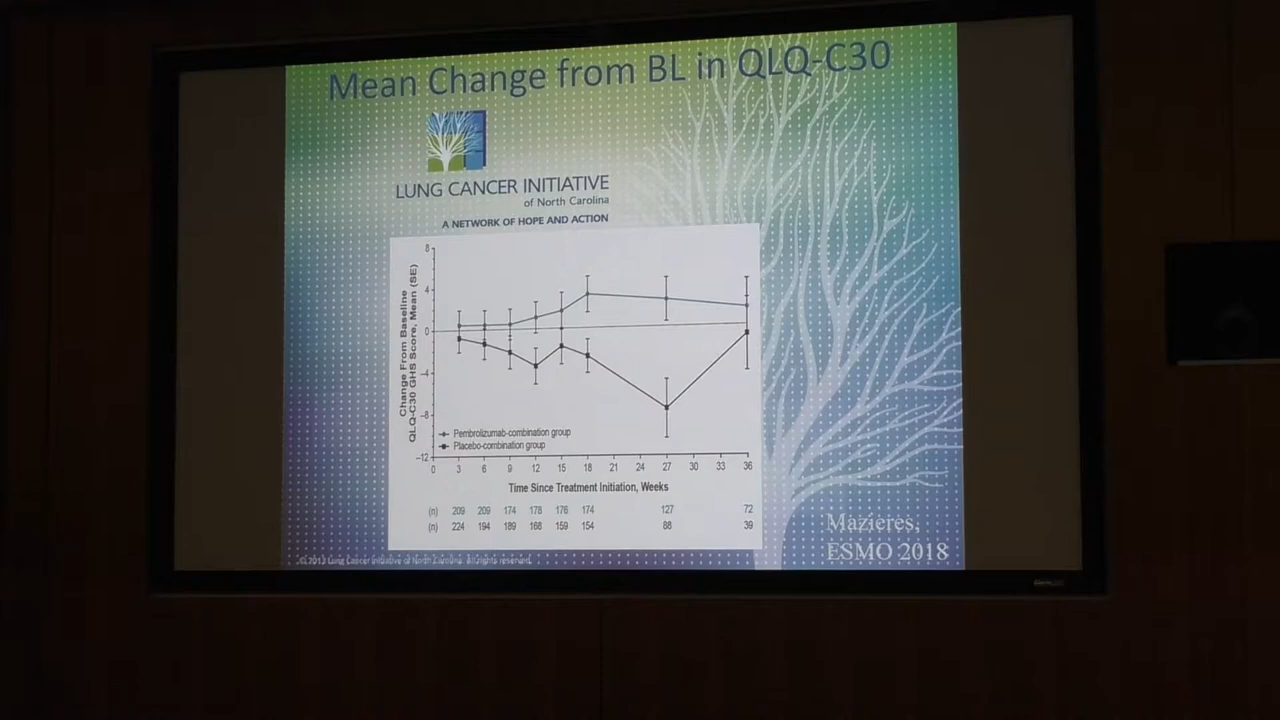 Mean Change from BL in QLQ-C30
LUNG CANCER INITIATIVE
of North Carolina
A NETWORK OF HOPE AND ACTION
Change From Baseline
QLQ-C30 GHS Score, Mean (SE)
8
4
0
−4
−8
−12
Pembrolizumab-combination group
Placebo-combination group
0 3 6 9 12 15 18 21 24 27 30 33 36
Time Since Treatment Initiation, Weeks
(n) 209 209 174 178 176 174 127 72
(n) 224 194 189 168 159 154 88 39
Mazieres,
ESMO 2018
© 2013 Lung Cancer Initiative of North Carolina. All rights reserved.